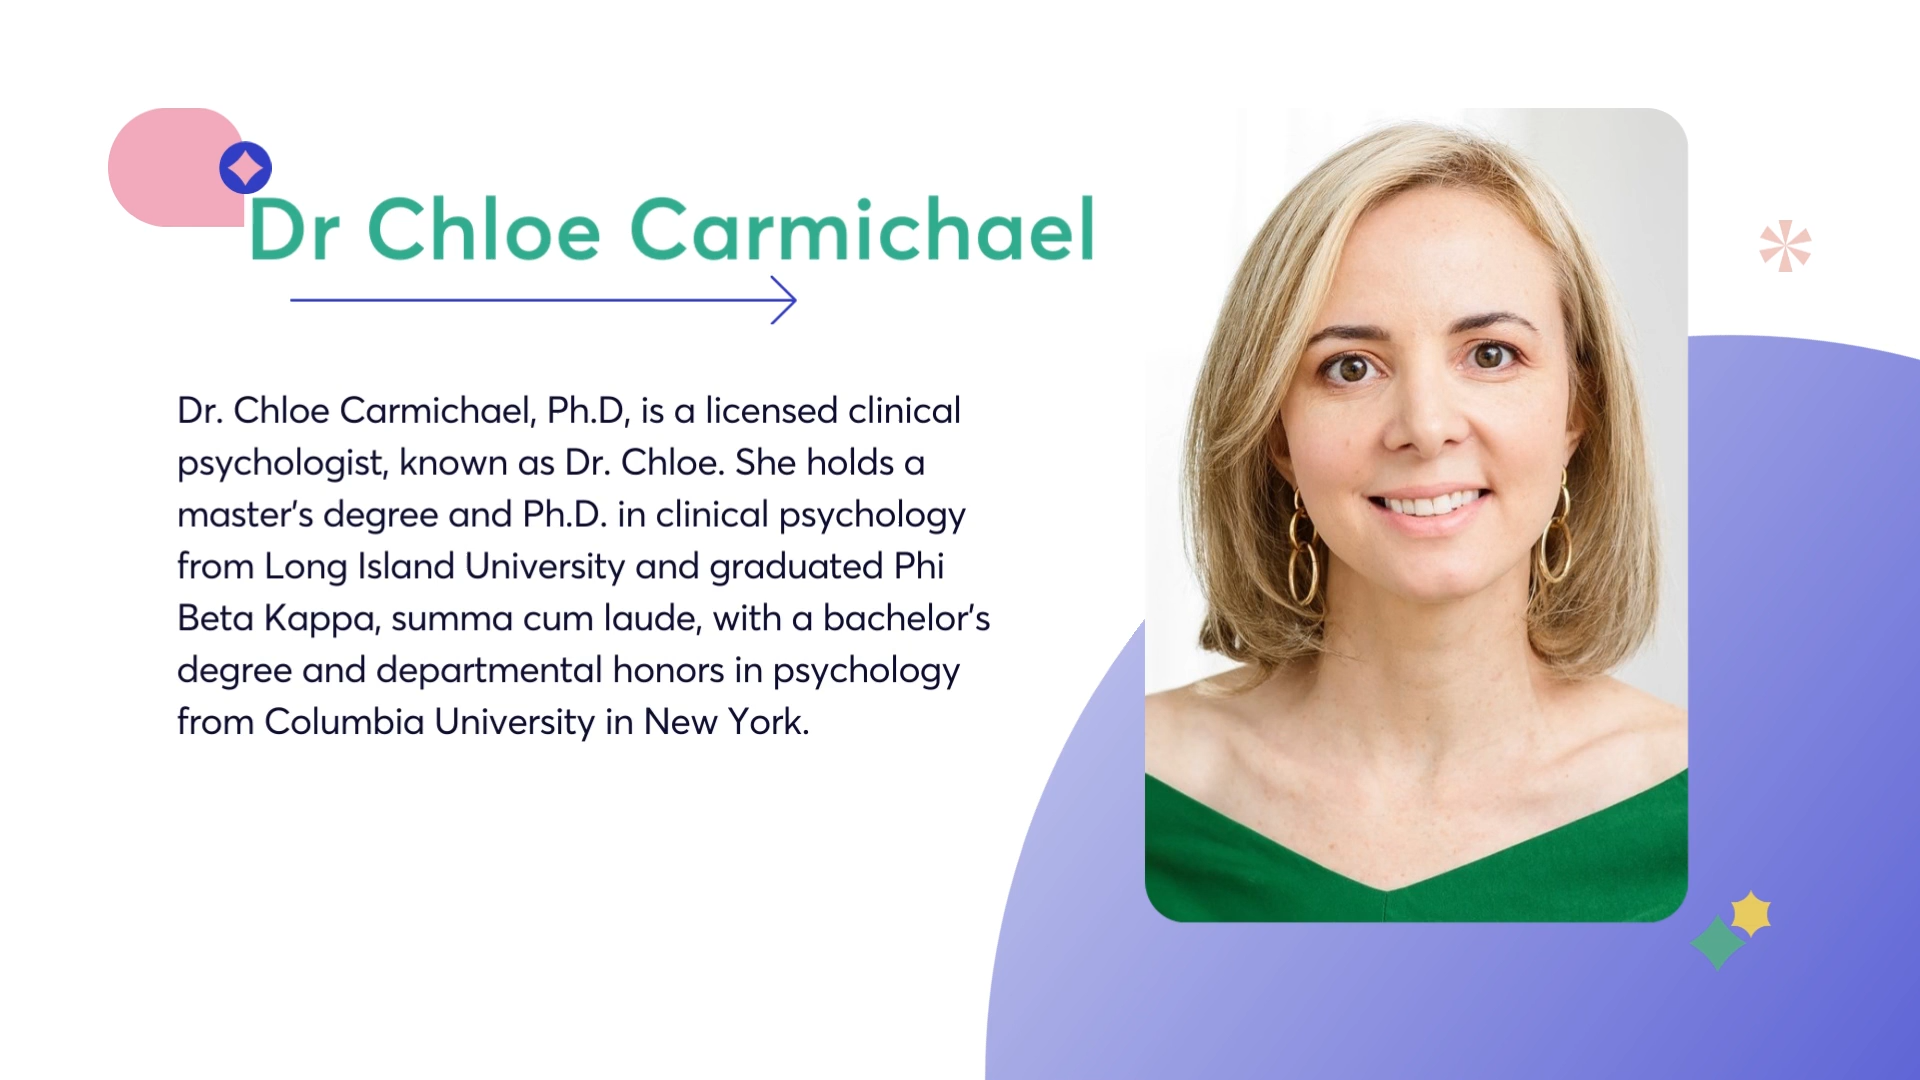 Dr Chloe Carmichael
Dr. Chloe Carmichael, Ph.D, is a licensed clinical
psychologist, known as Dr. Chloe. She holds a
master's degree and Ph.D. in clinical psychology
from Long Island University and graduated Phi
Beta Kappa, summa cum laude, with a bachelor's
degree and departmental honors in psychology
from Columbia University in New York.